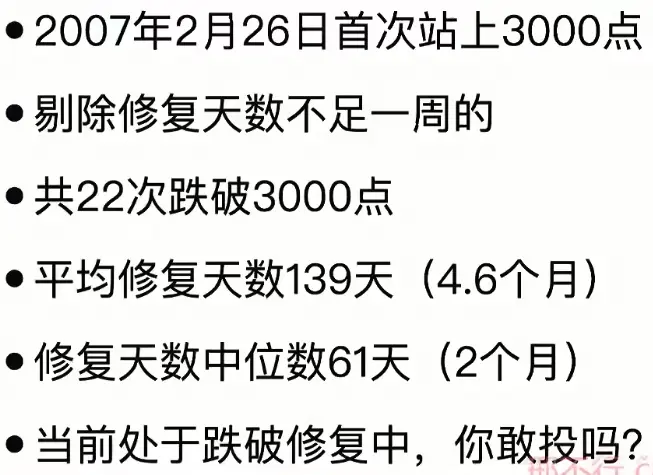 ●2007年2月26日首次站上3000点
●剔除修复天数不足一周的
●共22次跌破3000点
●平均修复天数139天（4.6个月）
●修复天数中位数61天（2个月）
●当前处于跌破修复中，你敢投吗？